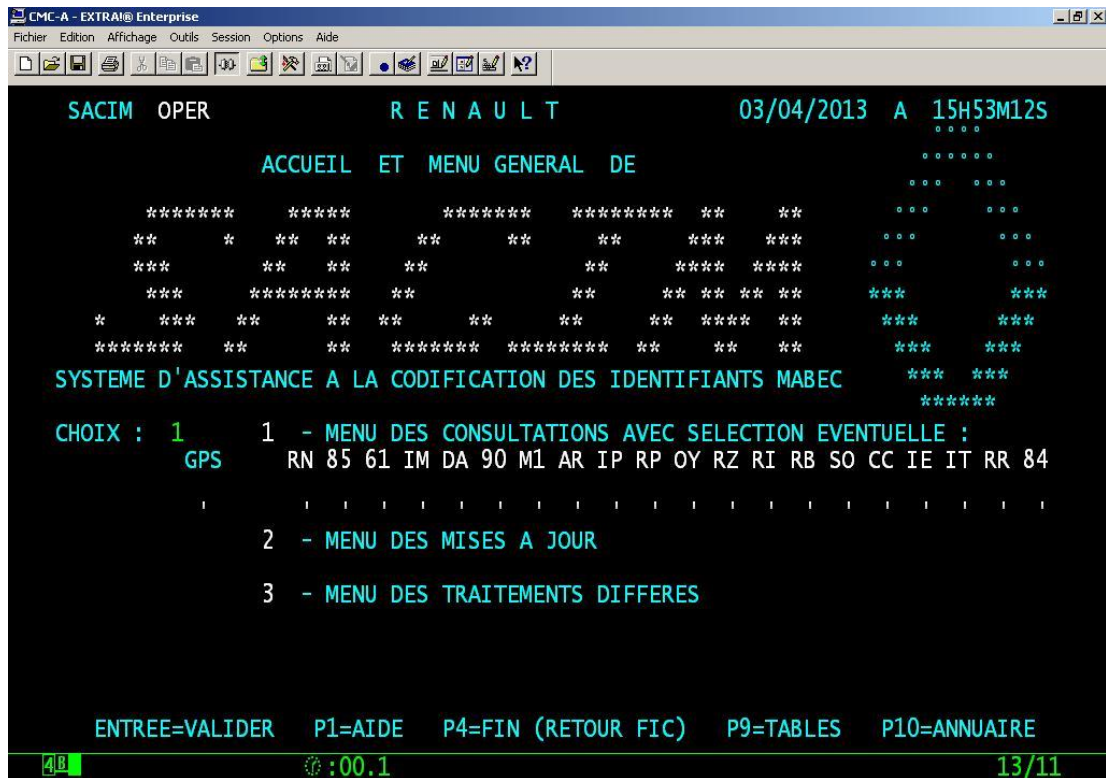 CMC-A - EXTRA!® Enterprise
Fichier Edition Affichage Outils Session Options Aide
SACIM OPER R E N A U L T 03/04/2013 A 15H53M12S
ACCUEIL ET MENU GENERAL DE
SACIM
SYSTEME D'ASSISTANCE A LA CODIFICATION DES IDENTIFIANTS MABEC
CHOIX : 1 1 - MENU DES CONSULTATIONS AVEC SELECTION EVENTUELLE :
GPS RN 85 61 IM DA 90 M1 AR IP RP OY RZ RI RB SO CC IE IT RR 84
2 - MENU DES MISES A JOUR
3 - MENU DES TRAITEMENTS DIFFERES
ENTREE=VALIDER P1=AIDE P4=FIN (RETOUR FIC) P9=TABLES P10=ANNUAIRE
4B :00.1 13/11